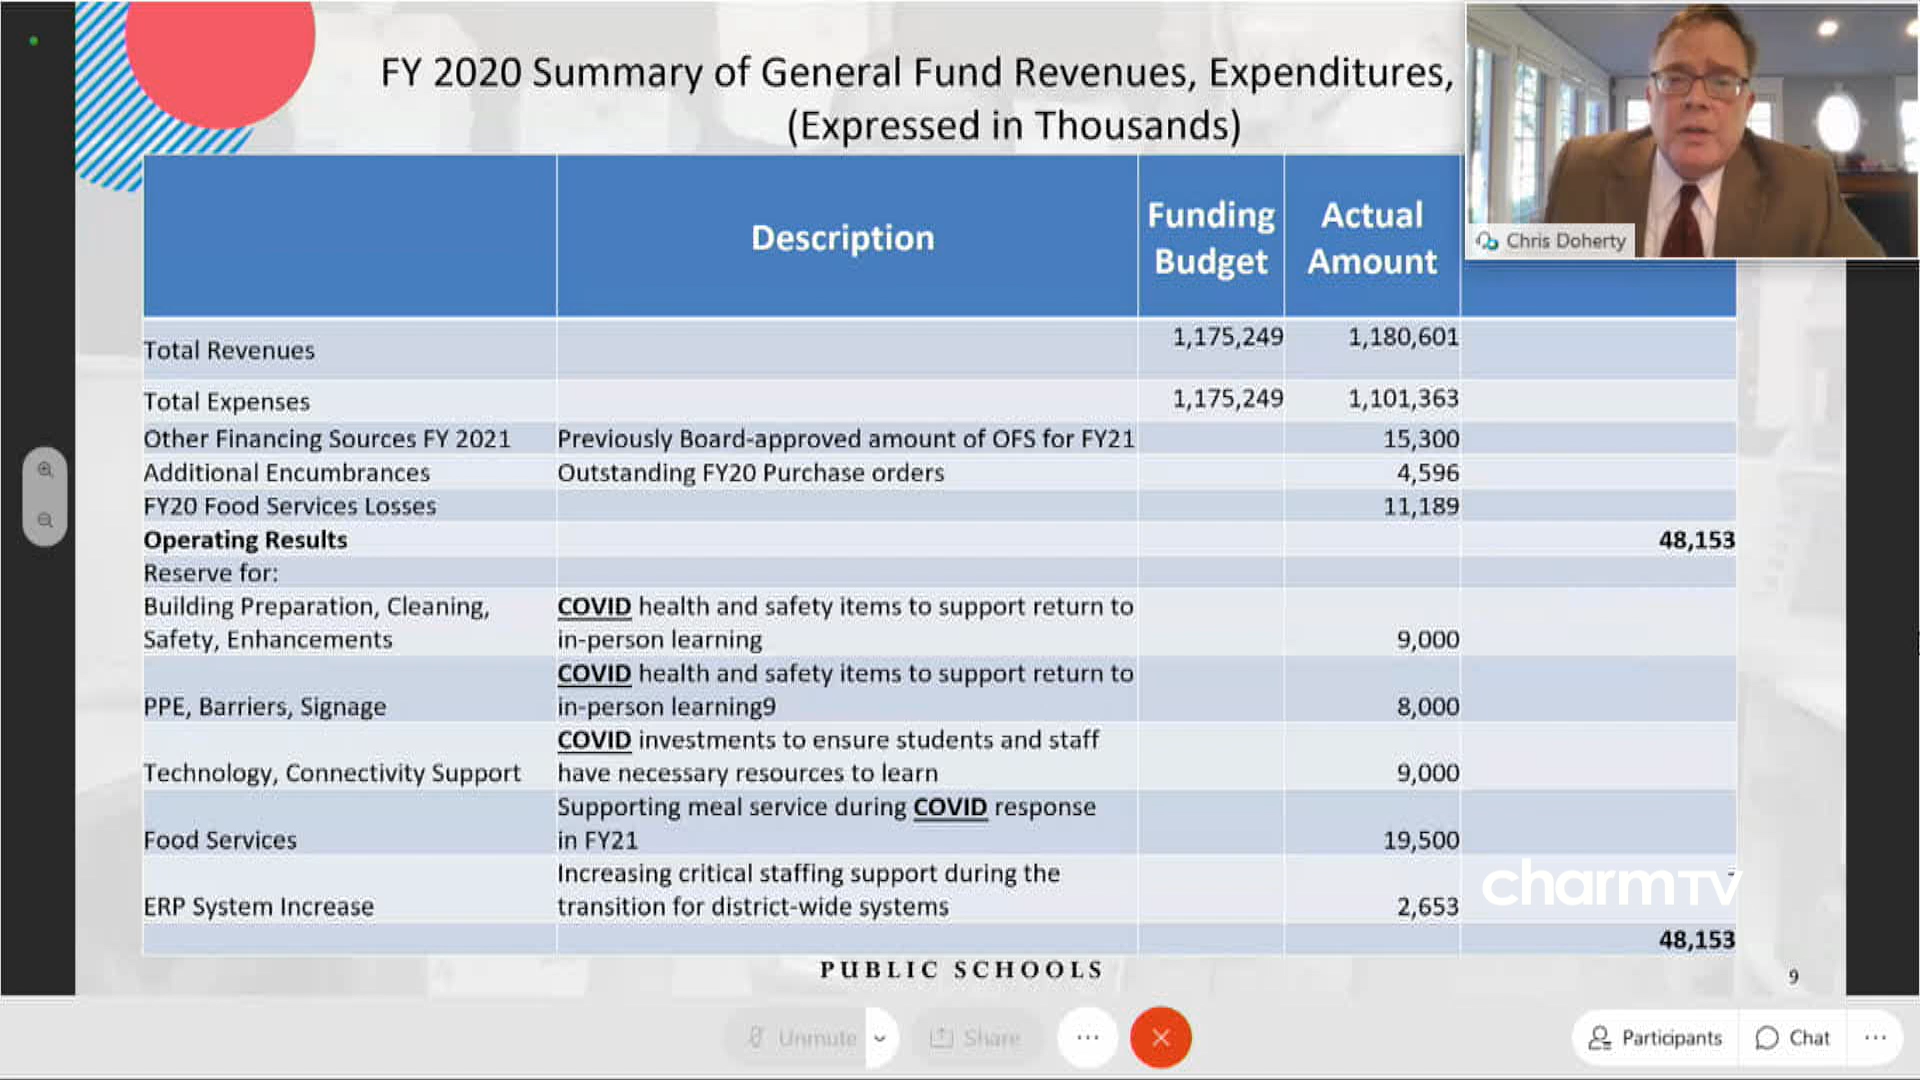 FY 2020 Summary of General Fund Revenues, Expenditures,
(Expressed in Thousands)
Chris Doherty
Description
Funding
Budget
Actual
Amount
Total Revenues 1,175,249 1,180,601
Total Expenses 1,175,249 1,101,363
Other Financing Sources FY 2021 Previously Board-approved amount of OFS for FY21 15,300
Additional Encumbrances Outstanding FY20 Purchase orders 4,596
FY20 Food Services Losses 11,189
Operating Results 48,153
Reserve for:
Building Preparation, Cleaning,
Safety, Enhancements
COVID health and safety items to support return to
in-person learning
9,000
PPE, Barriers, Signage
COVID health and safety items to support return to
in-person learning9
8,000
Technology, Connectivity Support
COVID investments to ensure students and staff
have necessary resources to learn
9,000
Food Services
Supporting meal service during COVID response
in FY21
19,500
ERP System Increase
Increasing critical staffing support during the
transition for district-wide systems
2,653
-
charmTV
48,153
PUBLIC SCHOOLS
9
Unmute
Share
Participants
Chat